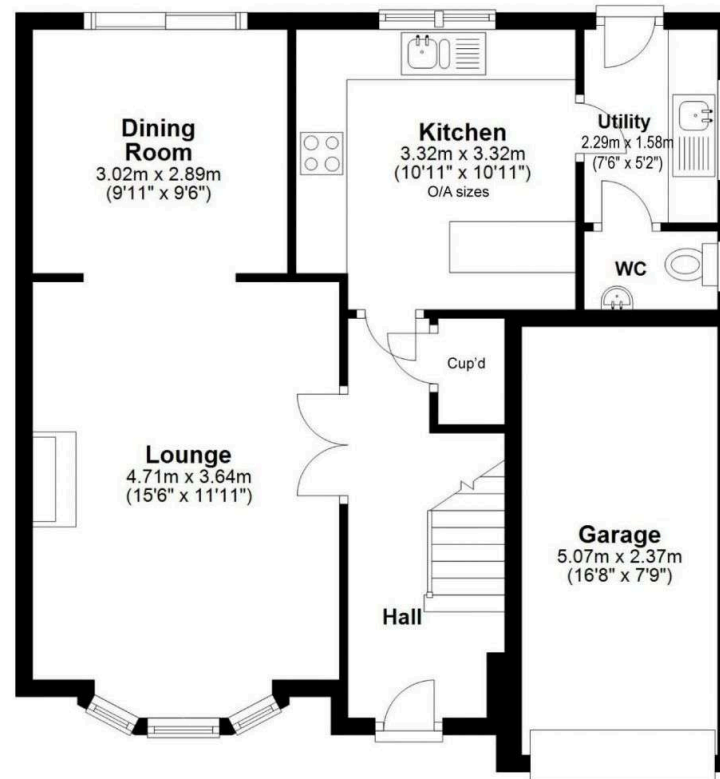 Dining
Room
3.02m x 2.89m
(9'11" x 9'6")
Kitchen
3.32m x 3.32m
(10'11" x 10'11")
O/A sizes
Utility
2.29m x 1.58m
(7'6" x 5'2")
WC
Cup'd
Lounge
4.71m x 3.64m
(15'6" x 11'11")
Hall
Garage
5.07m x 2.37m
(16'8" x 7'9")